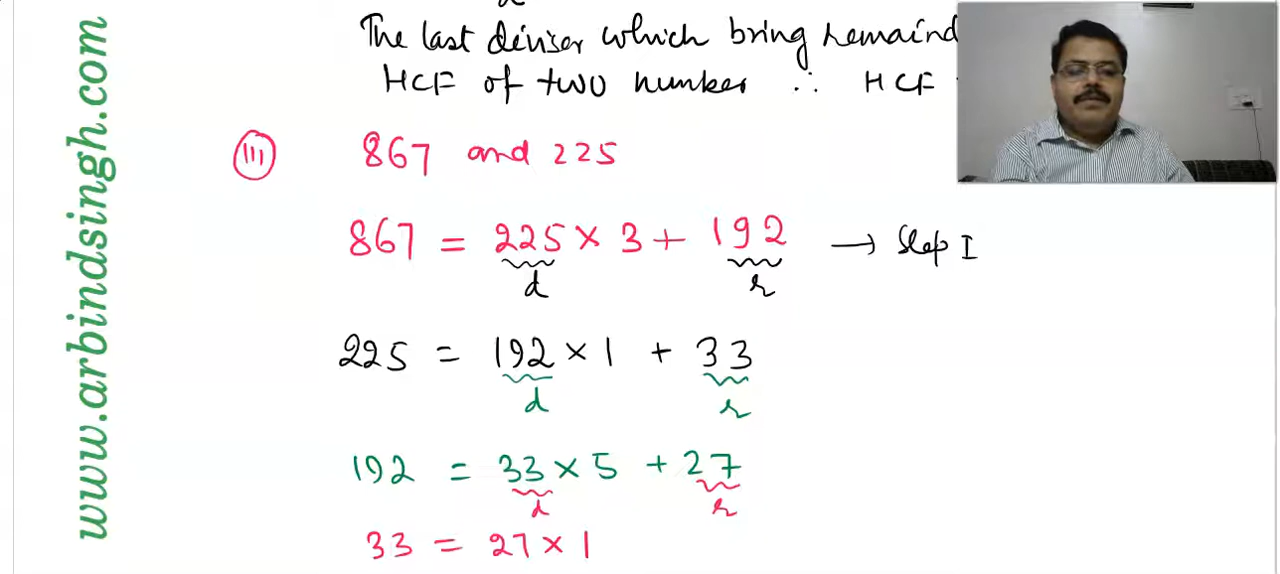 The last diviser which bring remaind
HCF of two number ∴ HCF
(III) 867 and 225
867 = 225 × 3 + 192 → Step I
d r
225 = 192 × 1 + 33
d r
192 = 33 × 5 + 27
d r
33 = 27 × 1
www.arbindsingh.com